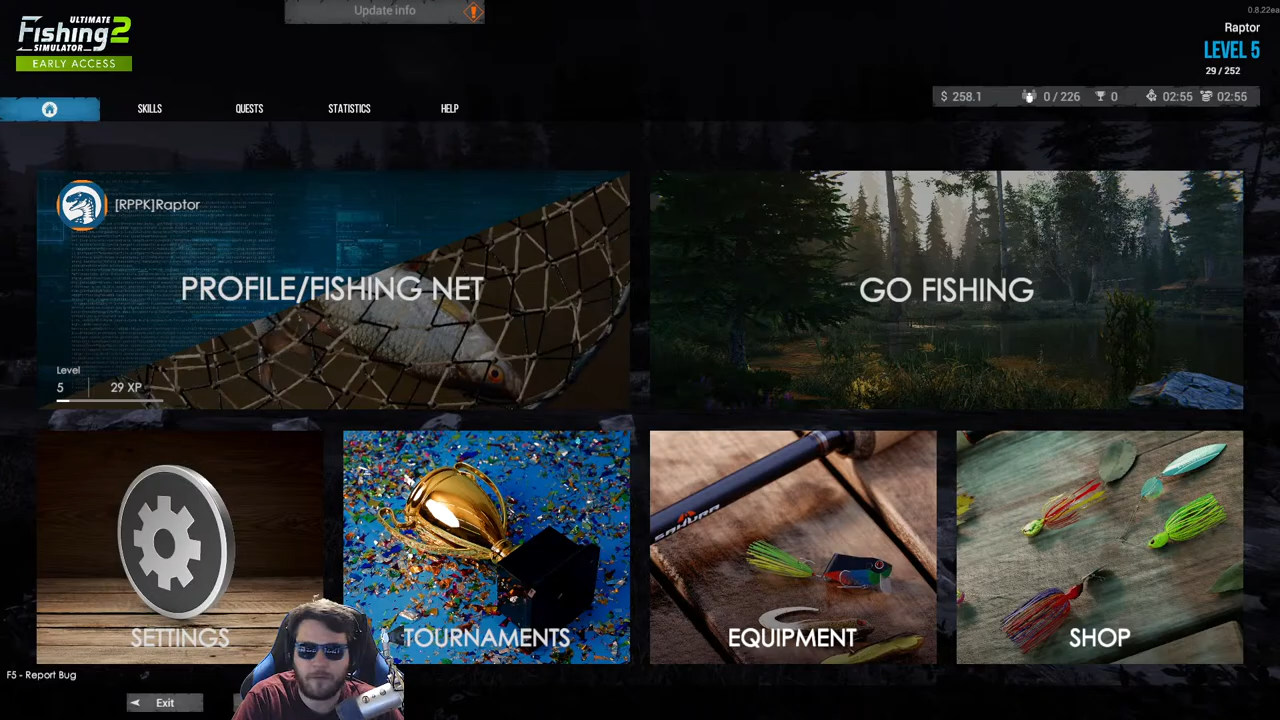 Update info
0.8.22ea
ULTIMATE
Fishing 2
SIMULATOR
EARLY ACCESS
Raptor
LEVEL 5
29 / 252
SKILLS
QUESTS
STATISTICS
HELP
$ 258.1
0 / 226
0
02:55
02:55
[RPPK]Raptor
PROFILE/FISHING NET
GO FISHING
Level
5
29 XP
SAKURA
SETTINGS
TOURNAMENTS
EQUIPMENT
SHOP
F5 - Report Bug
Exit